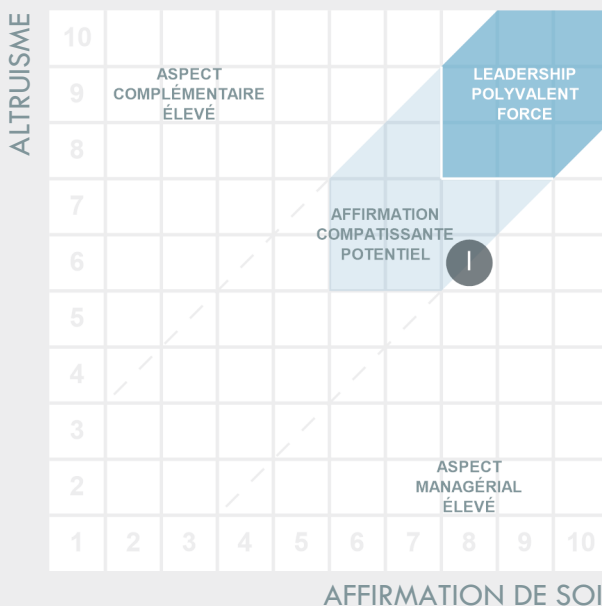 ALTRUISME
10
9
8
7
6
5
4
3
2
1 2 3 4 5 6 7 8 9 10
ASPECT
COMPLÉMENTAIRE
ÉLEVÉ
LEADERSHIP
POLYVALENT
FORCE
AFFIRMATION
COMPATISSANTE
POTENTIEL
I
ASPECT
MANAGÉRIAL
ÉLEVÉ
AFFIRMATION DE SOI